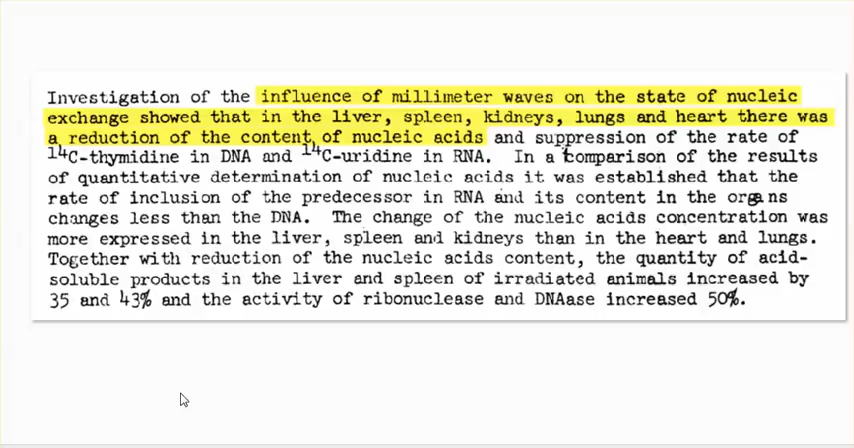 Investigation of the influence of millimeter waves on the state of nucleic
exchange showed that in the liver, spleen, kidneys, lungs and heart there was
a reduction of the content of nucleic acids and suppression of the rate of
14C-thymidine in DNA and 14C-uridine in RNA. In a comparison of the results
of quantitative determination of nucleic acids it was established that the
rate of inclusion of the predecessor in RNA and its content in the organs
changes less than the DNA. The change of the nucleic acids concentration was
more expressed in the liver, spleen and kidneys than in the heart and lungs.
Together with reduction of the nucleic acids content, the quantity of acid-
soluble products in the liver and spleen of irradiated animals increased by
35 and 43% and the activity of ribonuclease and DNAase increased 50%.